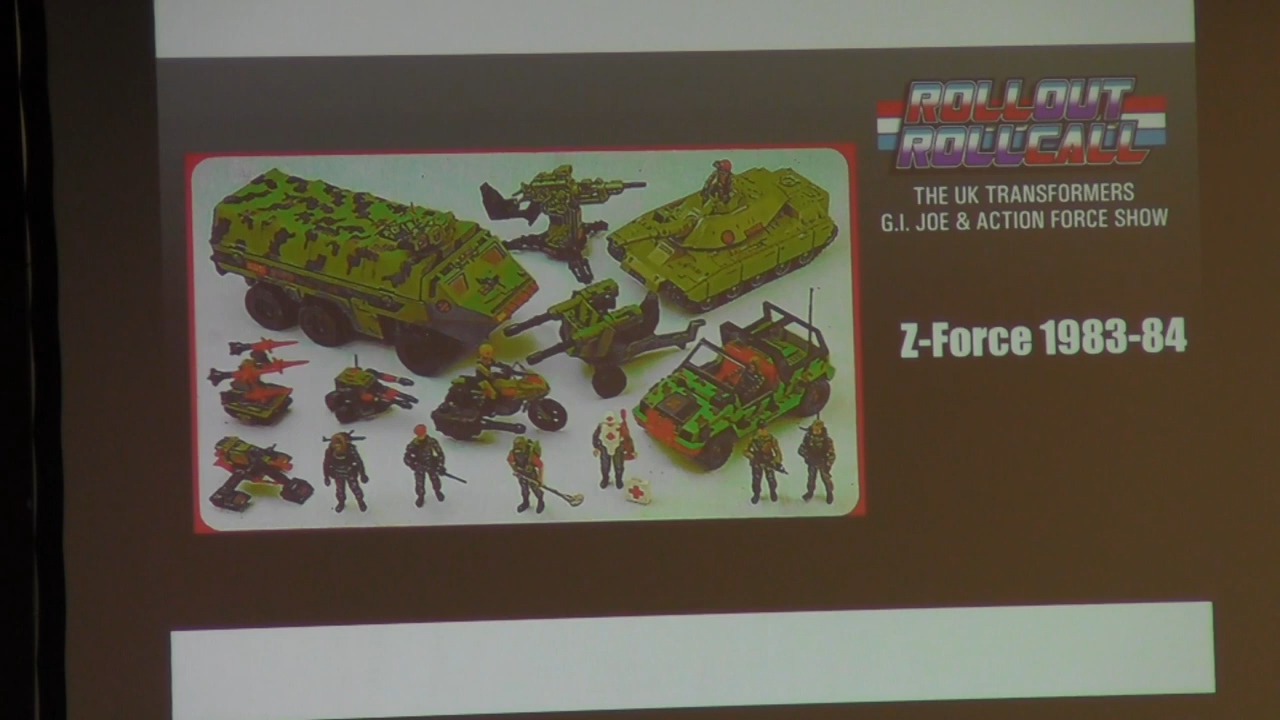 ROLLOUT
ROLLCALL
THE UK TRANSFORMERS
G.I. JOE & ACTION FORCE SHOW
Z-Force 1983-84